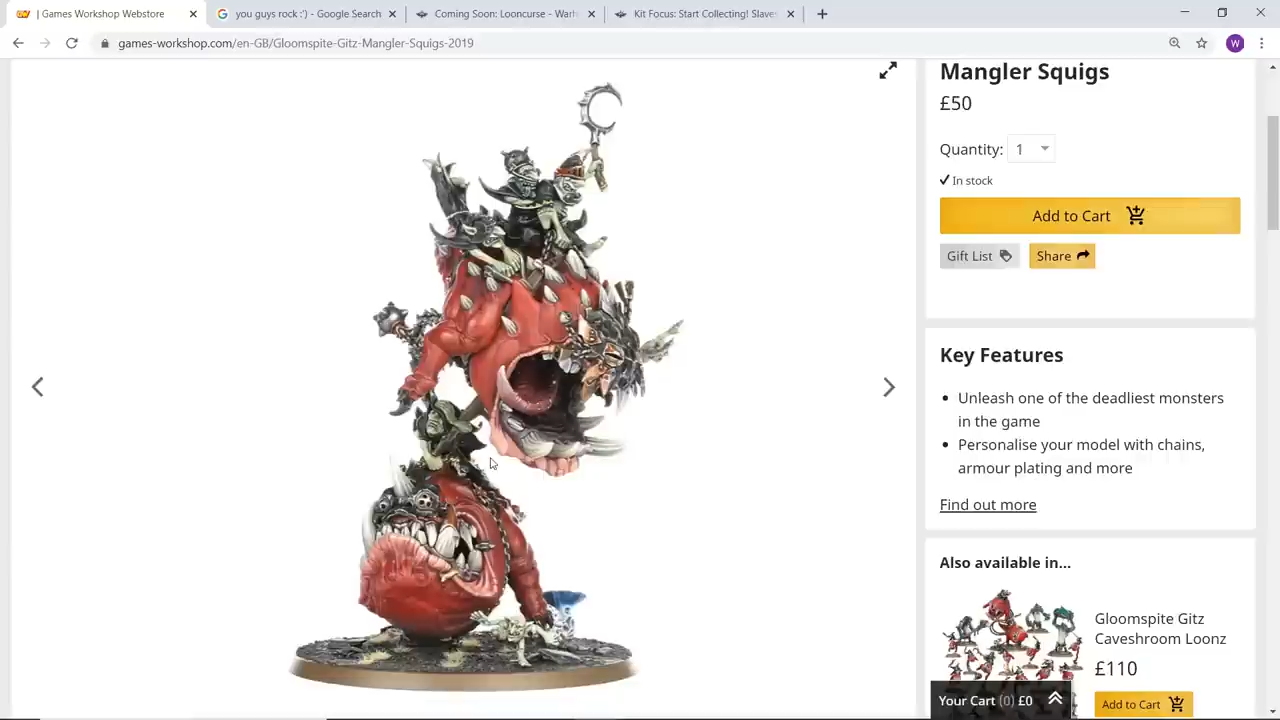 Games Workshop Webstore
you guys rock :') - Google Search
Coming Soon: Looncurse – Warh
Kit Focus: Start Collecting! Slaves
games-workshop.com/en-GB/Gloomspite-Gitz-Mangler-Squigs-2019
W
Mangler Squigs
£50
Quantity: 1
In stock
Add to Cart
Gift List
Share
Key Features
Unleash one of the deadliest monsters
in the game
Personalise your model with chains,
armour plating and more
Find out more
Also available in...
Gloomspite Gitz
Caveshroom Loonz
£110
Add to Cart
Your Cart (0) £0